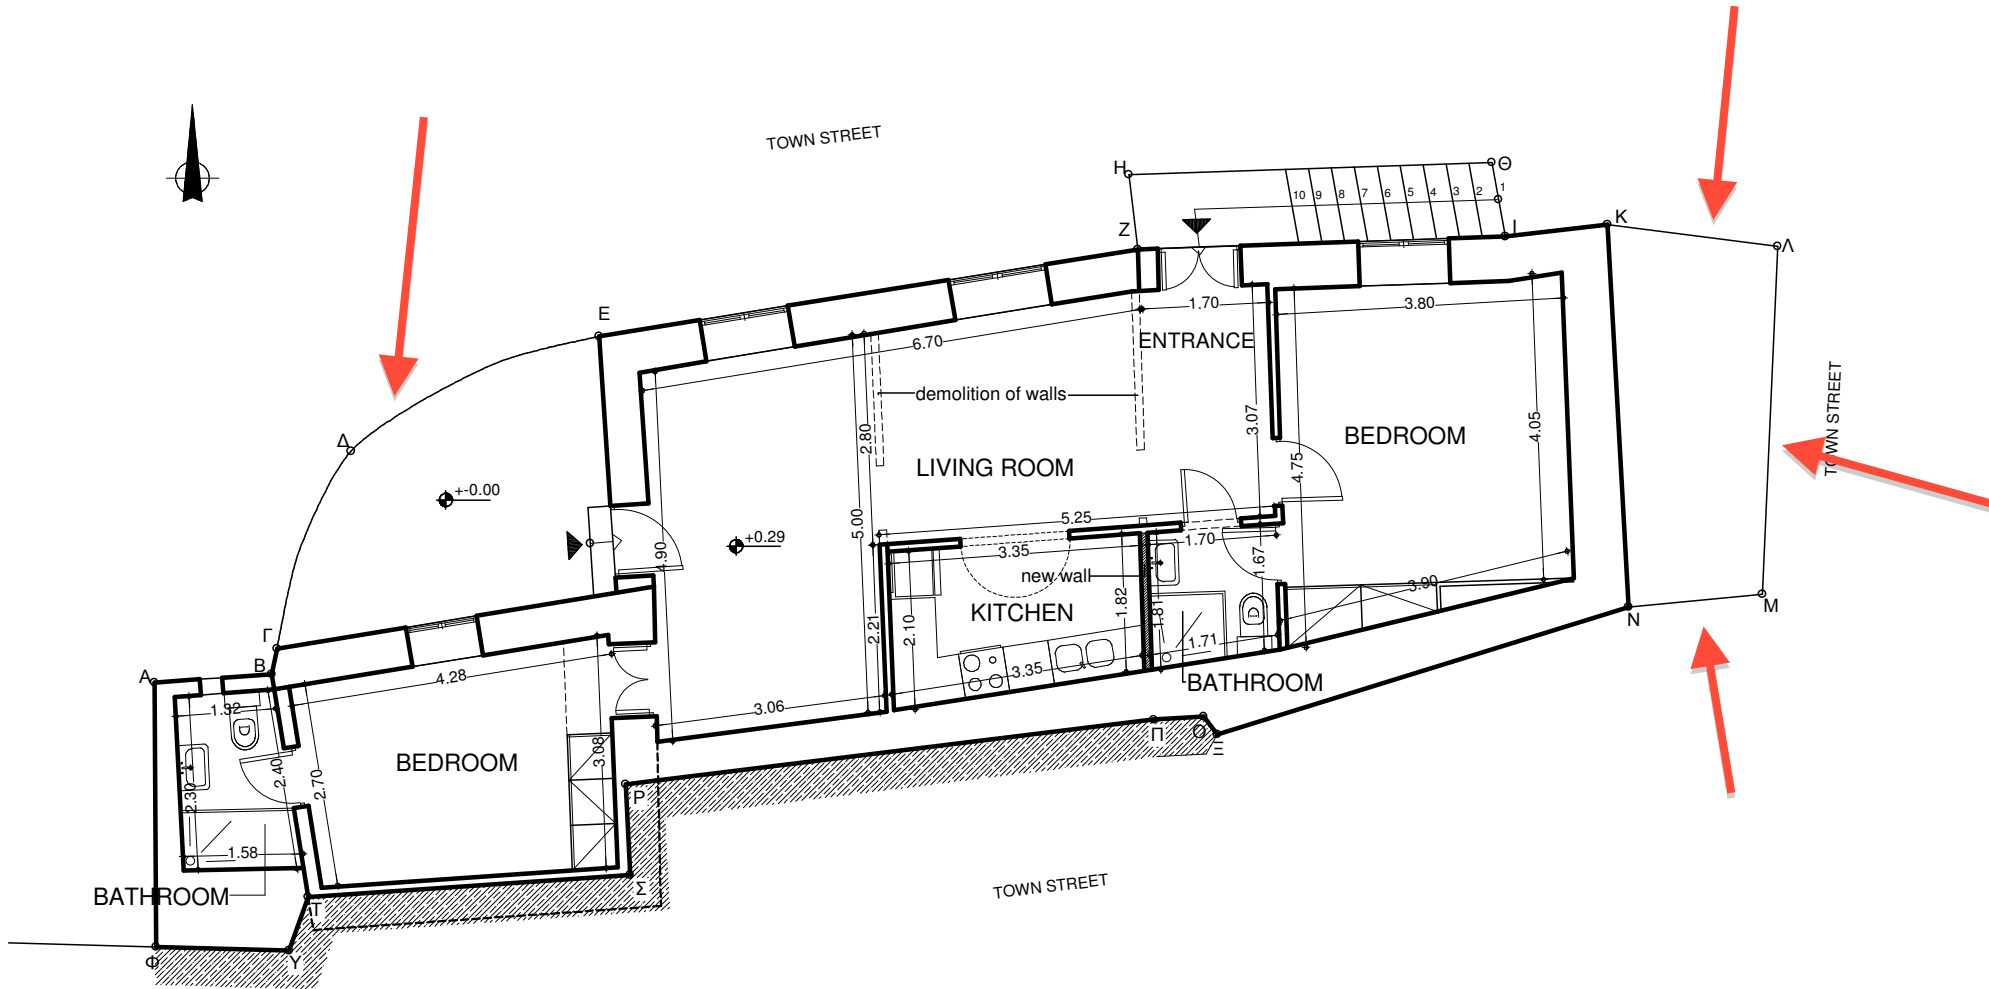 TOWN STREET
H
Θ
10 9 8 7 6 5 4 3 2 1
Z
I
K
Λ
E
1.70
3.80
6.70
ENTRANCE
demolition of walls
TOWN STREET
2.80
3.07
4.05
BEDROOM
Δ
LIVING ROOM
4.75
+-0.00
5.00
5.25
+0.29
4.90
3.35
1.70
1.67
new wall
3.90
KITCHEN
1.82
1.81
M
N
2.21
2.10
Γ
B
A
4.28
1.71
3.35
BATHROOM
1.32
3.06
Π
O
Ξ
BEDROOM
3.08
2.40
2.70
2.30
P
1.58
BATHROOM
Σ
TOWN STREET
T
Φ
Y